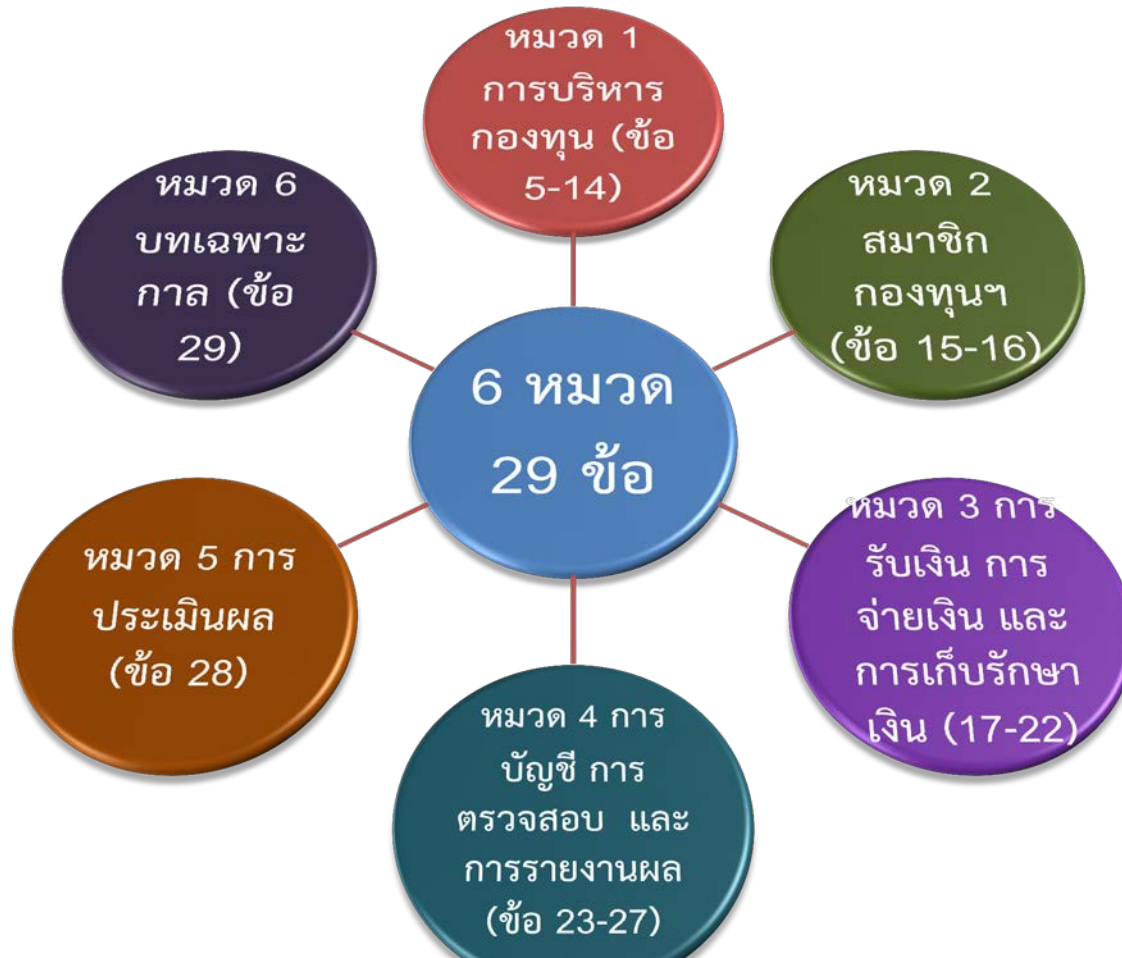 หมวด 1
การบริหาร
กองทุน (ข้อ
5-14)
หมวด 2
สมาชิก
กองทุนฯ
(ข้อ 15-16)
หมวด 3 การ
รับเงิน การ
จ่ายเงิน และ
การเก็บรักษา
เงิน (17-22)
หมวด 4 การ
บัญชี การ
ตรวจสอบ และ
การรายงานผล
(ข้อ 23-27)
หมวด 5 การ
ประเมินผล
(ข้อ 28)
หมวด 6
บทเฉพาะ
กาล (ข้อ
29)
6 หมวด
29 ข้อ